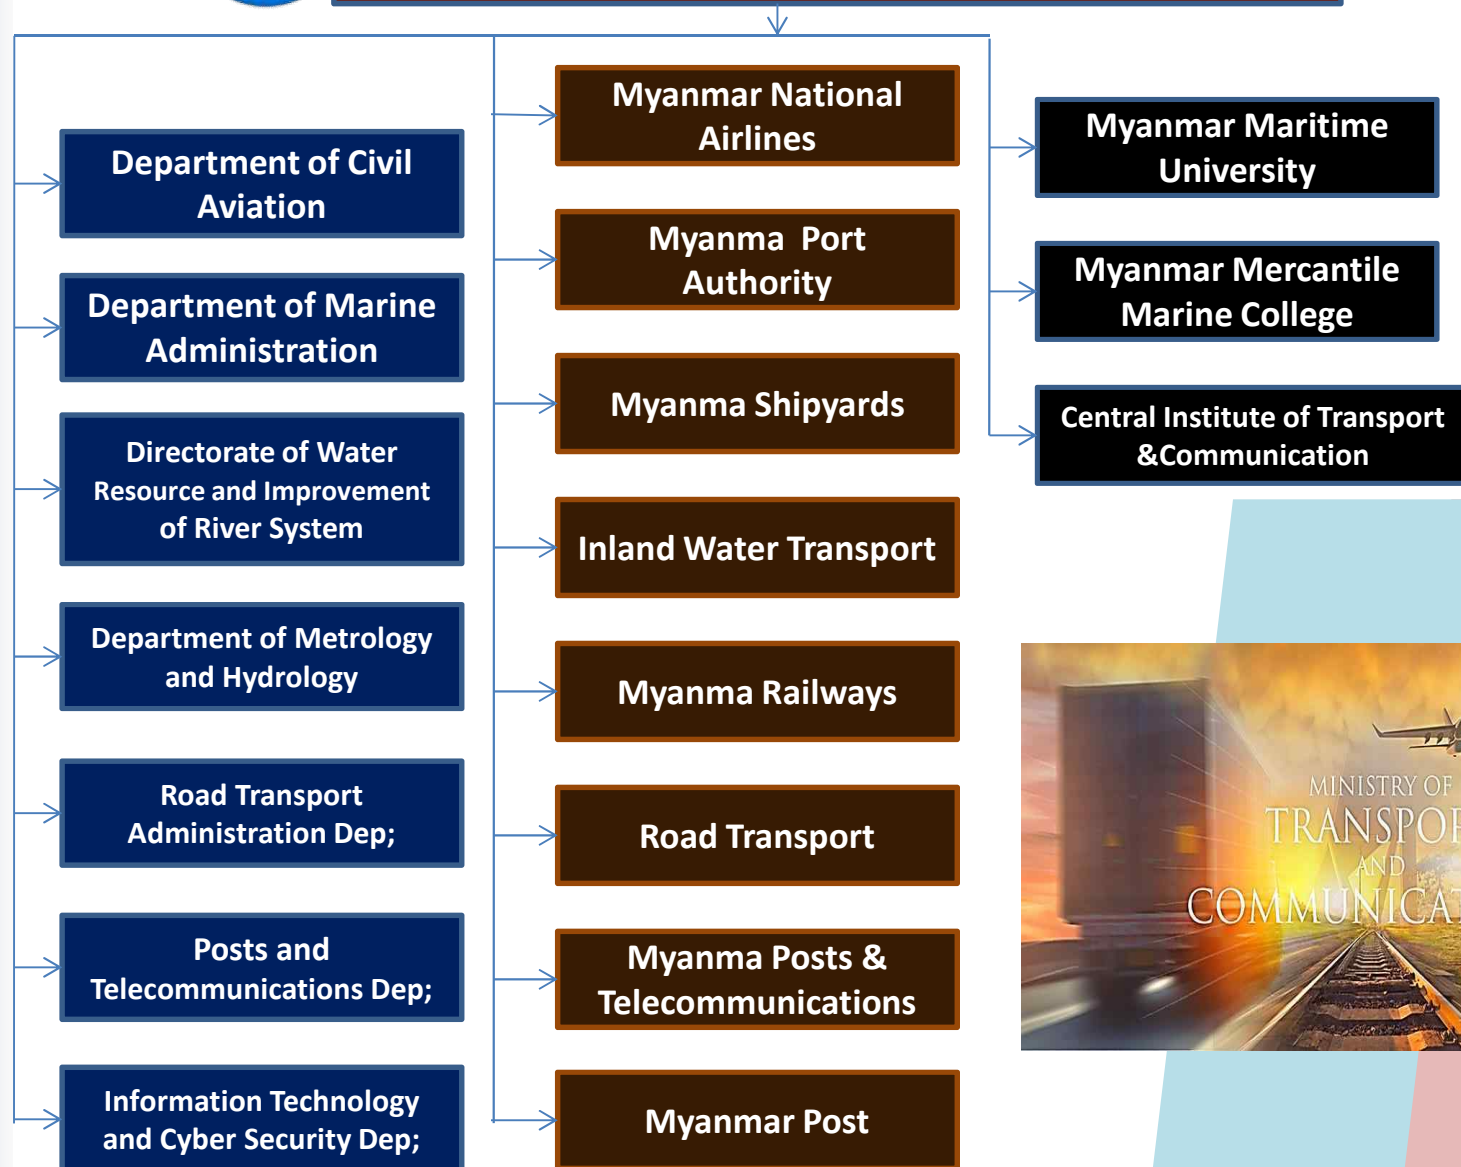 Department of Civil
Aviation
Department of Marine
Administration
Directorate of Water
Resource and Improvement
of River System
Department of Metrology
and Hydrology
Road Transport
Administration Dep;
Posts and
Telecommunications Dep;
Information Technology
and Cyber Security Dep;
Myanmar National
Airlines
Myanma Port
Authority
Myanma Shipyards
Inland Water Transport
Myanma Railways
Road Transport
Myanma Posts &
Telecommunications
Myanmar Post
Myanmar Maritime
University
Myanmar Mercantile
Marine College
Central Institute of Transport
&Communication
MINISTRY OF
TRANSPOR
AND
COMMUNICAT